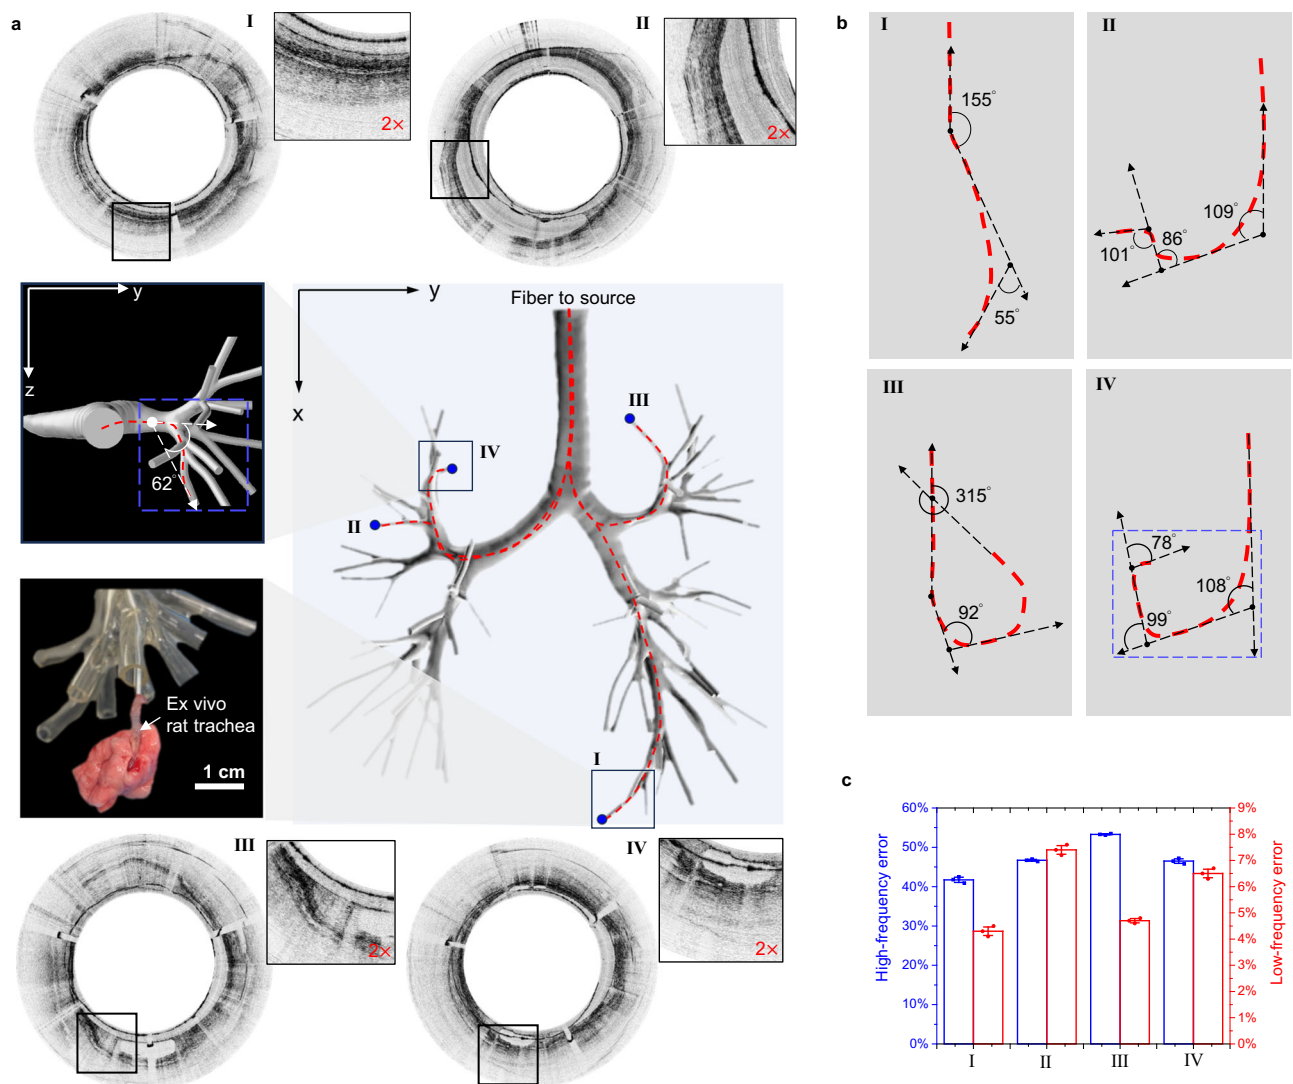 a
I
2×
II
2×
y
z
62°
y
x
Fiber to source
III
IV
II
I
Ex vivo
rat trachea
1 cm
III
2×
IV
2×
b
I
155°
55°
II
109°
86°
101°
III
315°
92°
IV
78°
108°
99°
c
60%
50%
40%
30%
20%
10%
0%
High-frequency error
9%
8%
7%
6%
5%
4%
3%
2%
1%
0%
Low-frequency error
I
II
III
IV